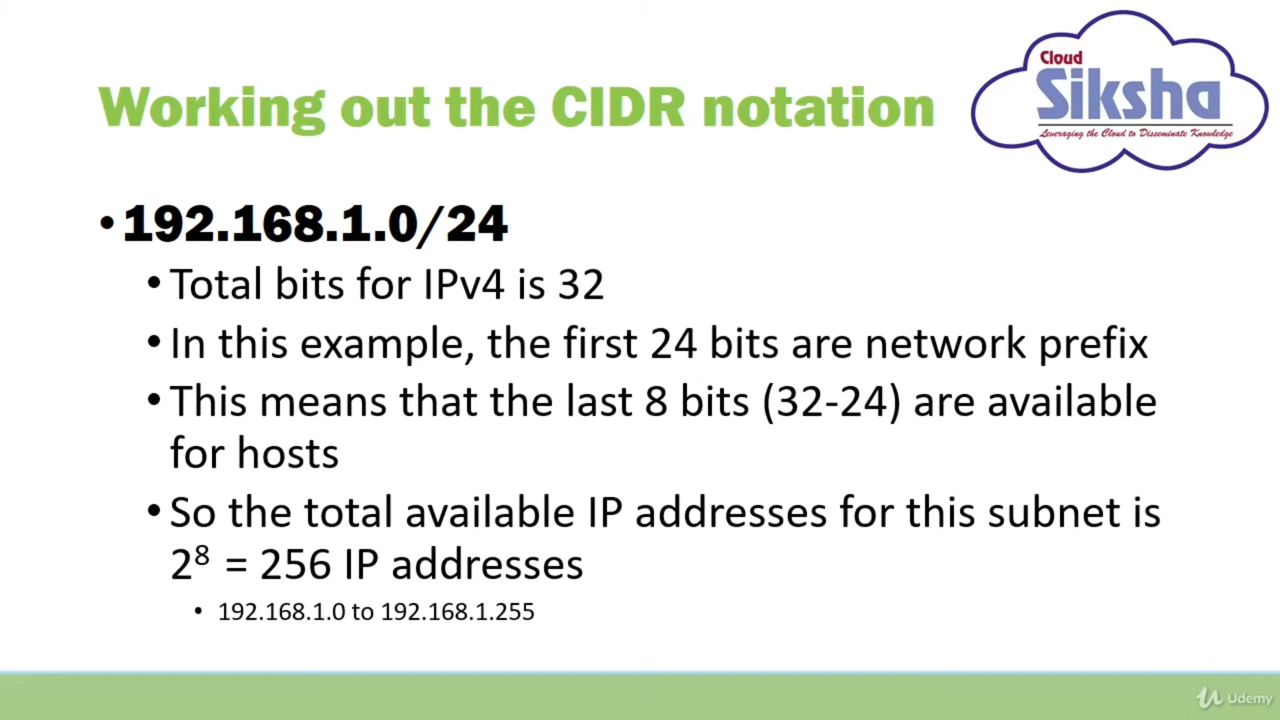 Cloud
Siksha
Leveraging the Cloud to Disseminate Knowledge
Working out the CIDR notation
•192.168.1.0/24
•Total bits for IPv4 is 32
•In this example, the first 24 bits are network prefix
•This means that the last 8 bits (32-24) are available
for hosts
•So the total available IP addresses for this subnet is
2⁸ = 256 IP addresses
• 192.168.1.0 to 192.168.1.255
Udemy